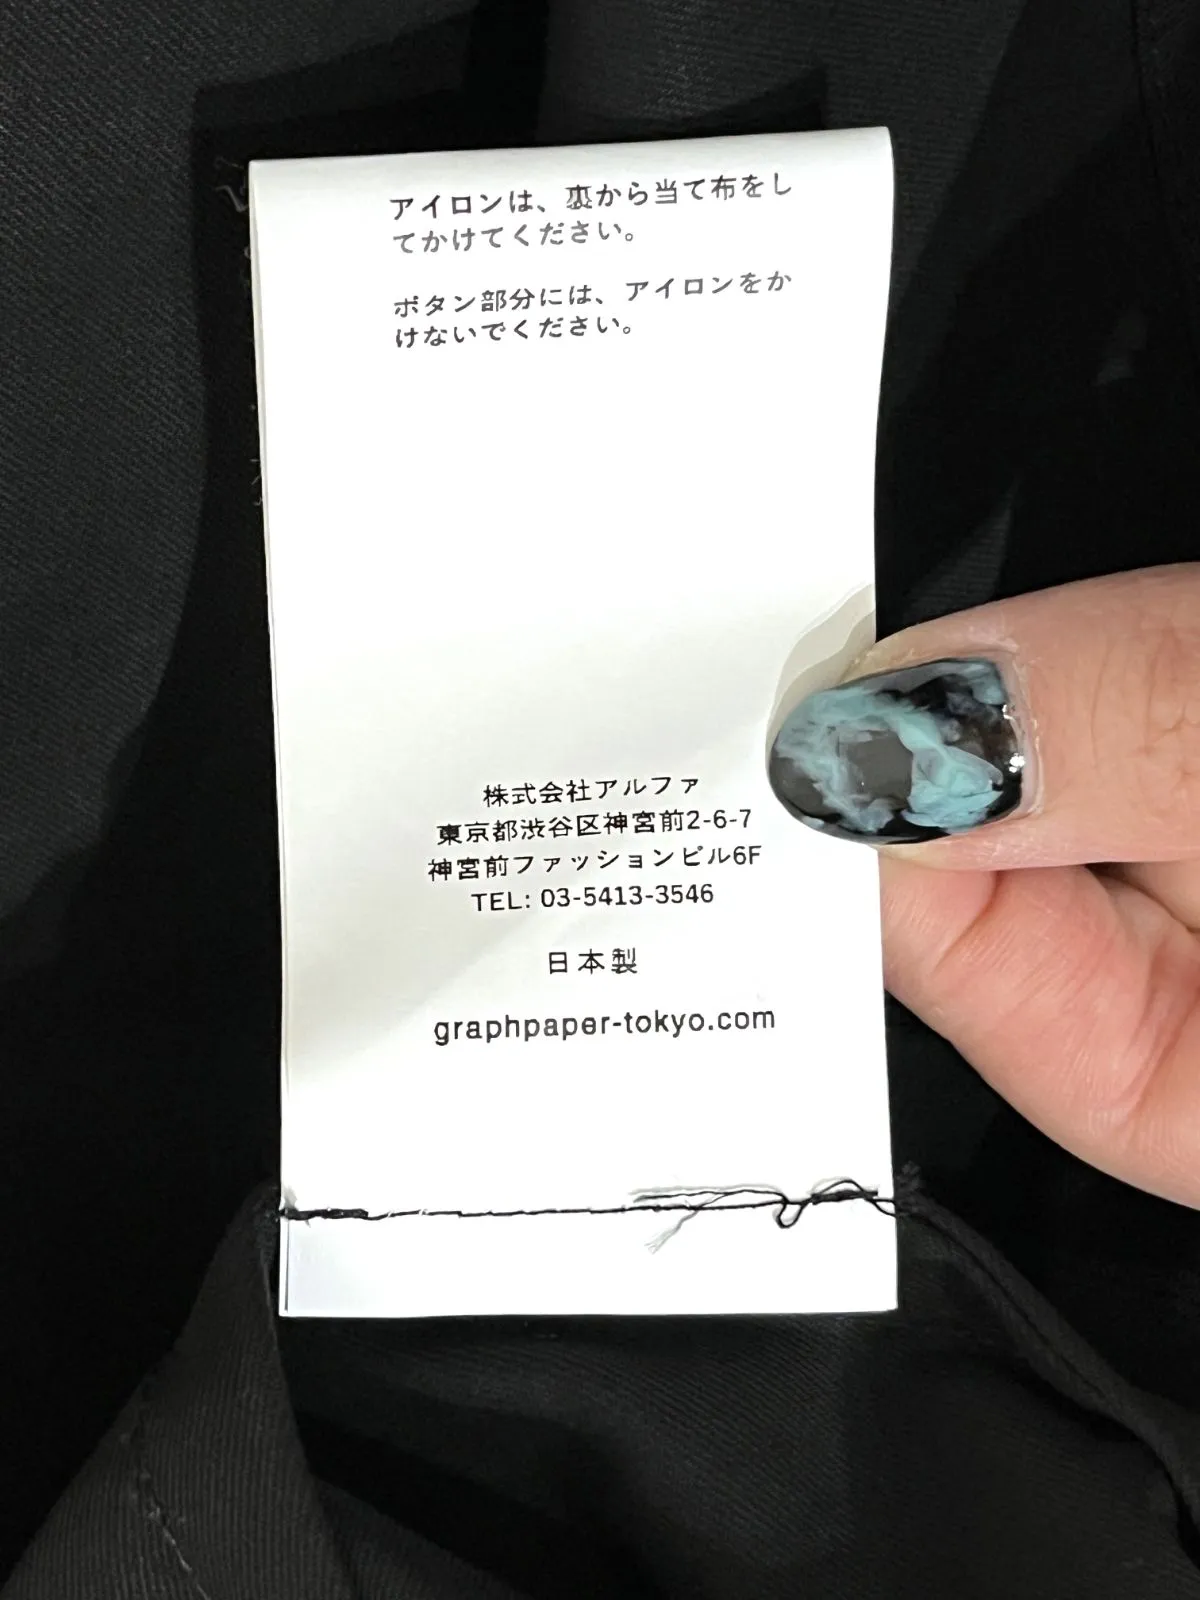 アイロンは、裏から当て布をし
てかけてください。
ボタン部分には、アイロンをか
けないでください。
株式会社アルファ
東京都渋谷区神宮前2-6-7
神宮前ファッションビル6F
TEL: 03-5413-3546
日本製
graphpaper-tokyo.com